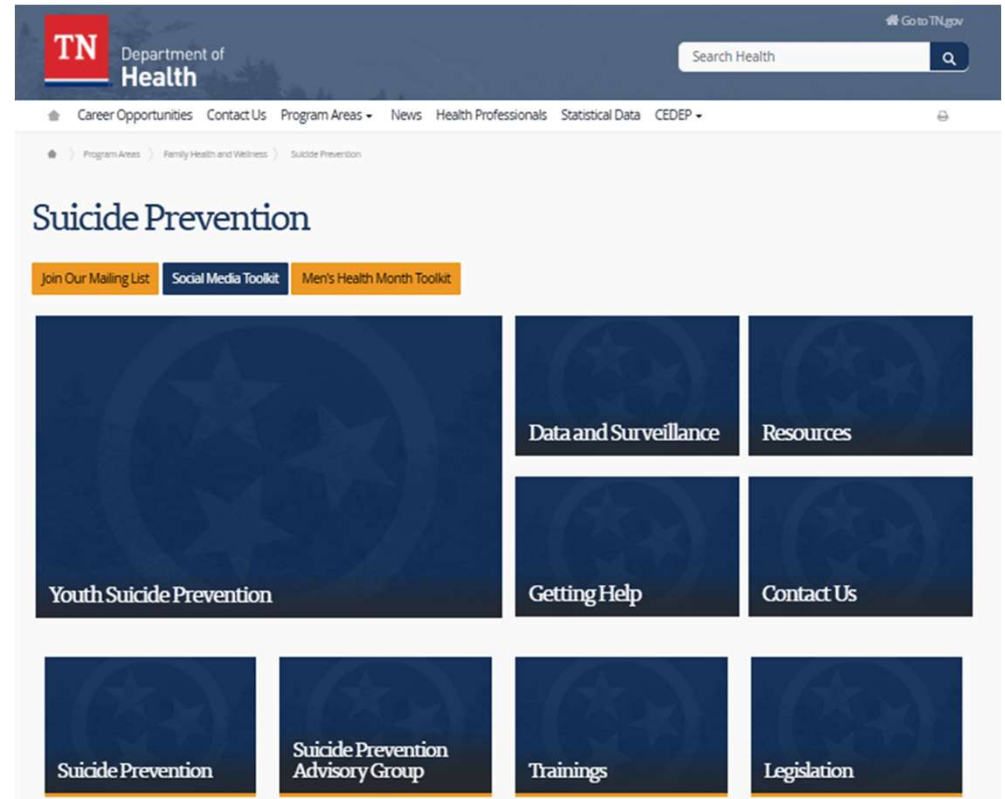 Go to TN.gov
TN
Department of
Health
Search Health
Career Opportunities Contact Us Program Areas News Health Professionals Statistical Data CEDEP
Program Areas Family Health and Wellness Suicide Prevention
Suicide Prevention
Join Our Mailing List Social Media Toolkit Men's Health Month Toolkit
Data and Surveillance Resources
Youth Suicide Prevention Getting Help Contact Us
Suicide Prevention
Suicide Prevention
Advisory Group
Trainings
Legislation